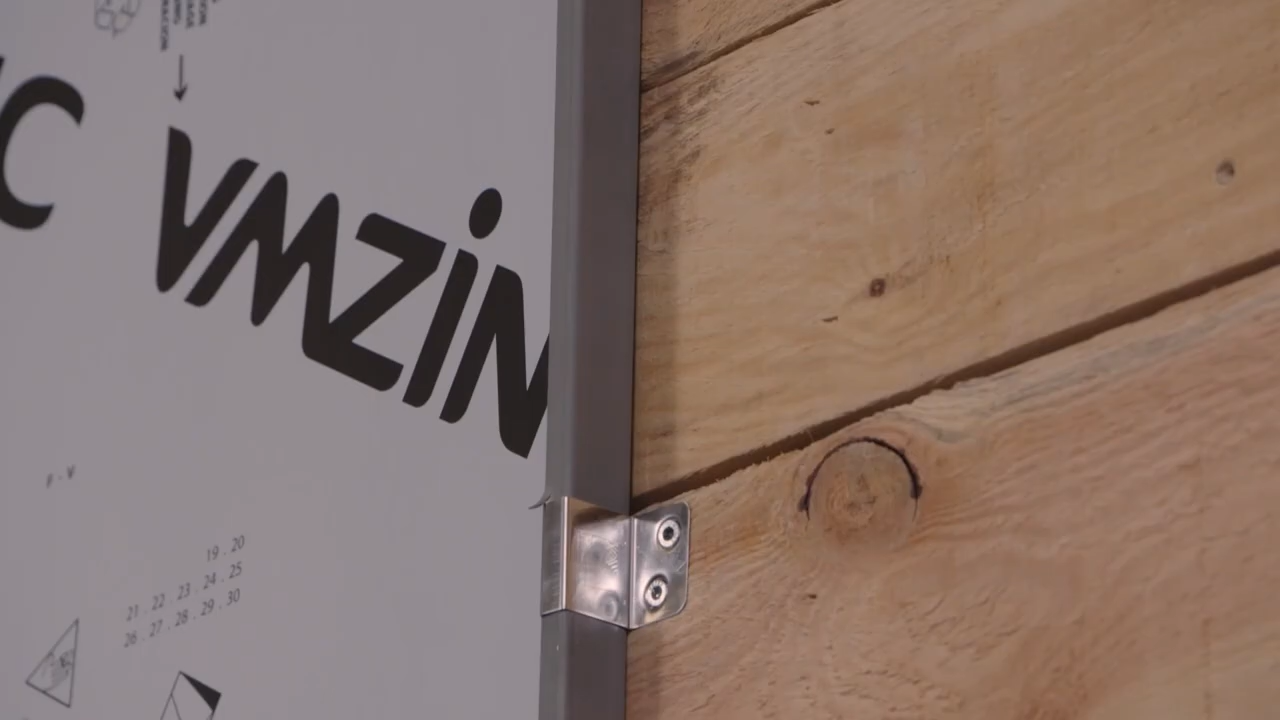 C VMZIN
19 . 20
21 . 22 . 23 . 24 . 25
26 . 27 . 28 . 29 . 30